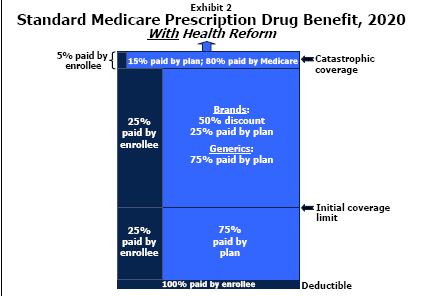 Exhibit 2
Standard Medicare Prescription Drug Benefit, 2020
With Health Reform
5% paid by
enrollee
15% paid by plan; 80% paid by Medicare
Catastrophic
coverage
25%
paid by
enrollee
Brands:
50% discount
25% paid by plan
Generics:
75% paid by plan
Initial coverage
limit
25%
paid by
enrollee
75%
paid by
plan
100% paid by enrollee
Deductible